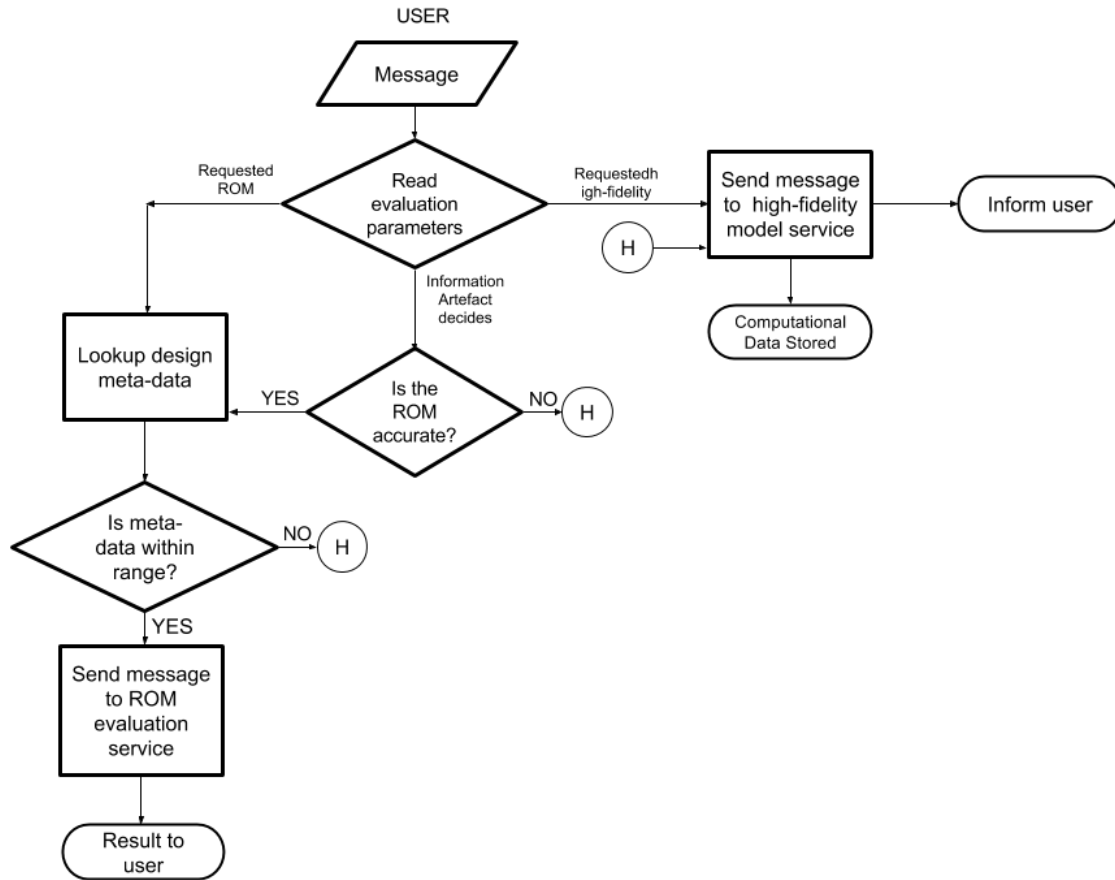 USER
Message
Requested
ROM
Read
evaluation
parameters
Requestedh
igh-fidelity
Send message
to high-fidelity
model service
Inform user
H
Information
Artefact
decides
Computational
Data Stored
Lookup design
meta-data
YES
Is the
ROM
accurate?
NO
H
Is meta-
data within
range?
NO
H
YES
Send message
to ROM
evaluation
service
Result to
user